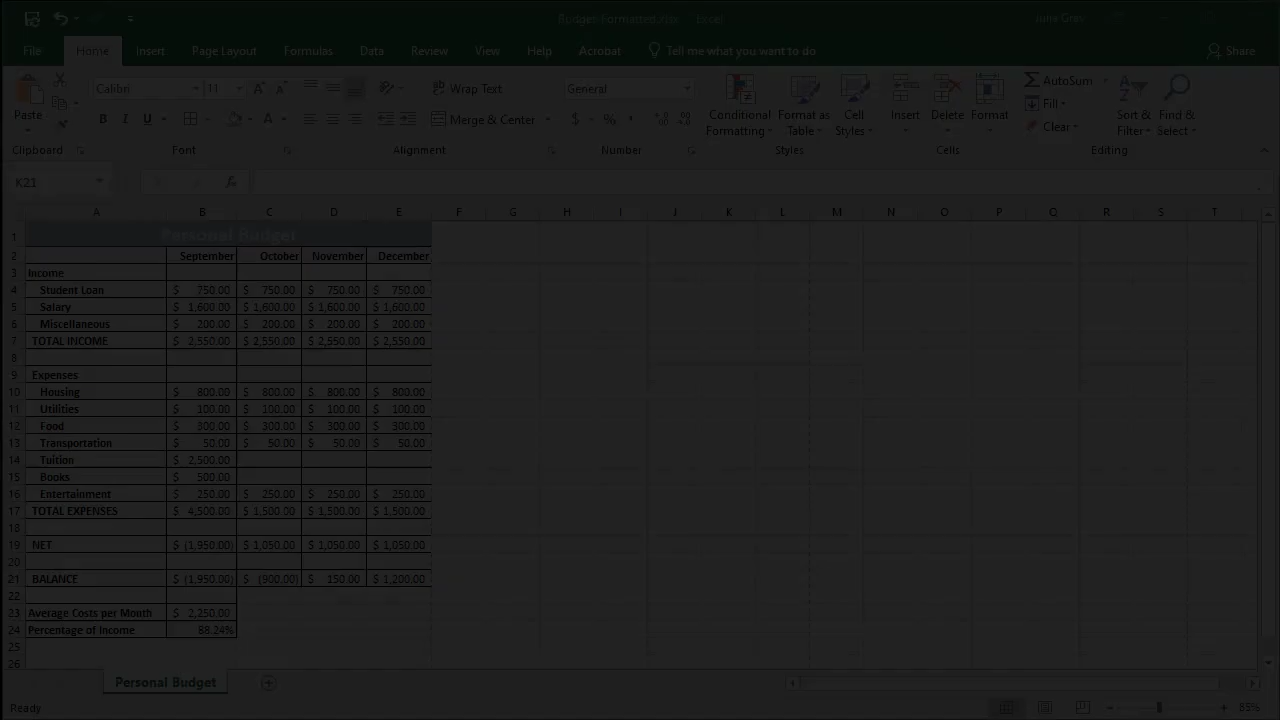 Budget-Formatted.xlsx - Excel
Julia Grav
File Home Insert Page Layout Formulas Data Review View Help Acrobat Tell me what you want to do Share
Paste
Calibri 11
Wrap Text
General
Conditional Formatting
Format as Table
Cell Styles
Insert
Delete
Format
AutoSum
Fill
Clear
Sort & Filter
Find & Select
B I U
Merge & Center
$ %
Clipboard Font Alignment Number Styles Cells Editing
K21 fx
A B C D E F G H I J K L M N O P Q R S T
1 Personal Budget
2 September October November December
3 Income
4 Student Loan $ 750.00 $ 750.00 $ 750.00 $ 750.00
5 Salary $ 1,600.00 $ 1,600.00 $ 1,600.00 $ 1,600.00
6 Miscellaneous $ 200.00 $ 200.00 $ 200.00 $ 200.00
7 TOTAL INCOME $ 2,550.00 $ 2,550.00 $ 2,550.00 $ 2,550.00
8
9 Expenses
10 Housing $ 800.00 $ 800.00 $ 800.00 $ 800.00
11 Utilities $ 100.00 $ 100.00 $ 100.00 $ 100.00
12 Food $ 300.00 $ 300.00 $ 300.00 $ 300.00
13 Transportation $ 50.00 $ 50.00 $ 50.00 $ 50.00
14 Tuition $ 2,500.00
15 Books $ 500.00
16 Entertainment $ 250.00 $ 250.00 $ 250.00 $ 250.00
17 TOTAL EXPENSES $ 4,500.00 $ 1,500.00 $ 1,500.00 $ 1,500.00
18
19 NET $ (1,950.00) $ 1,050.00 $ 1,050.00 $ 1,050.00
20
21 BALANCE $ (1,950.00) $ (900.00) $ 150.00 $ 1,200.00
22
23 Average Costs per Month $ 2,250.00
24 Percentage of Income 88.24%
25
26
Personal Budget
Ready 85%